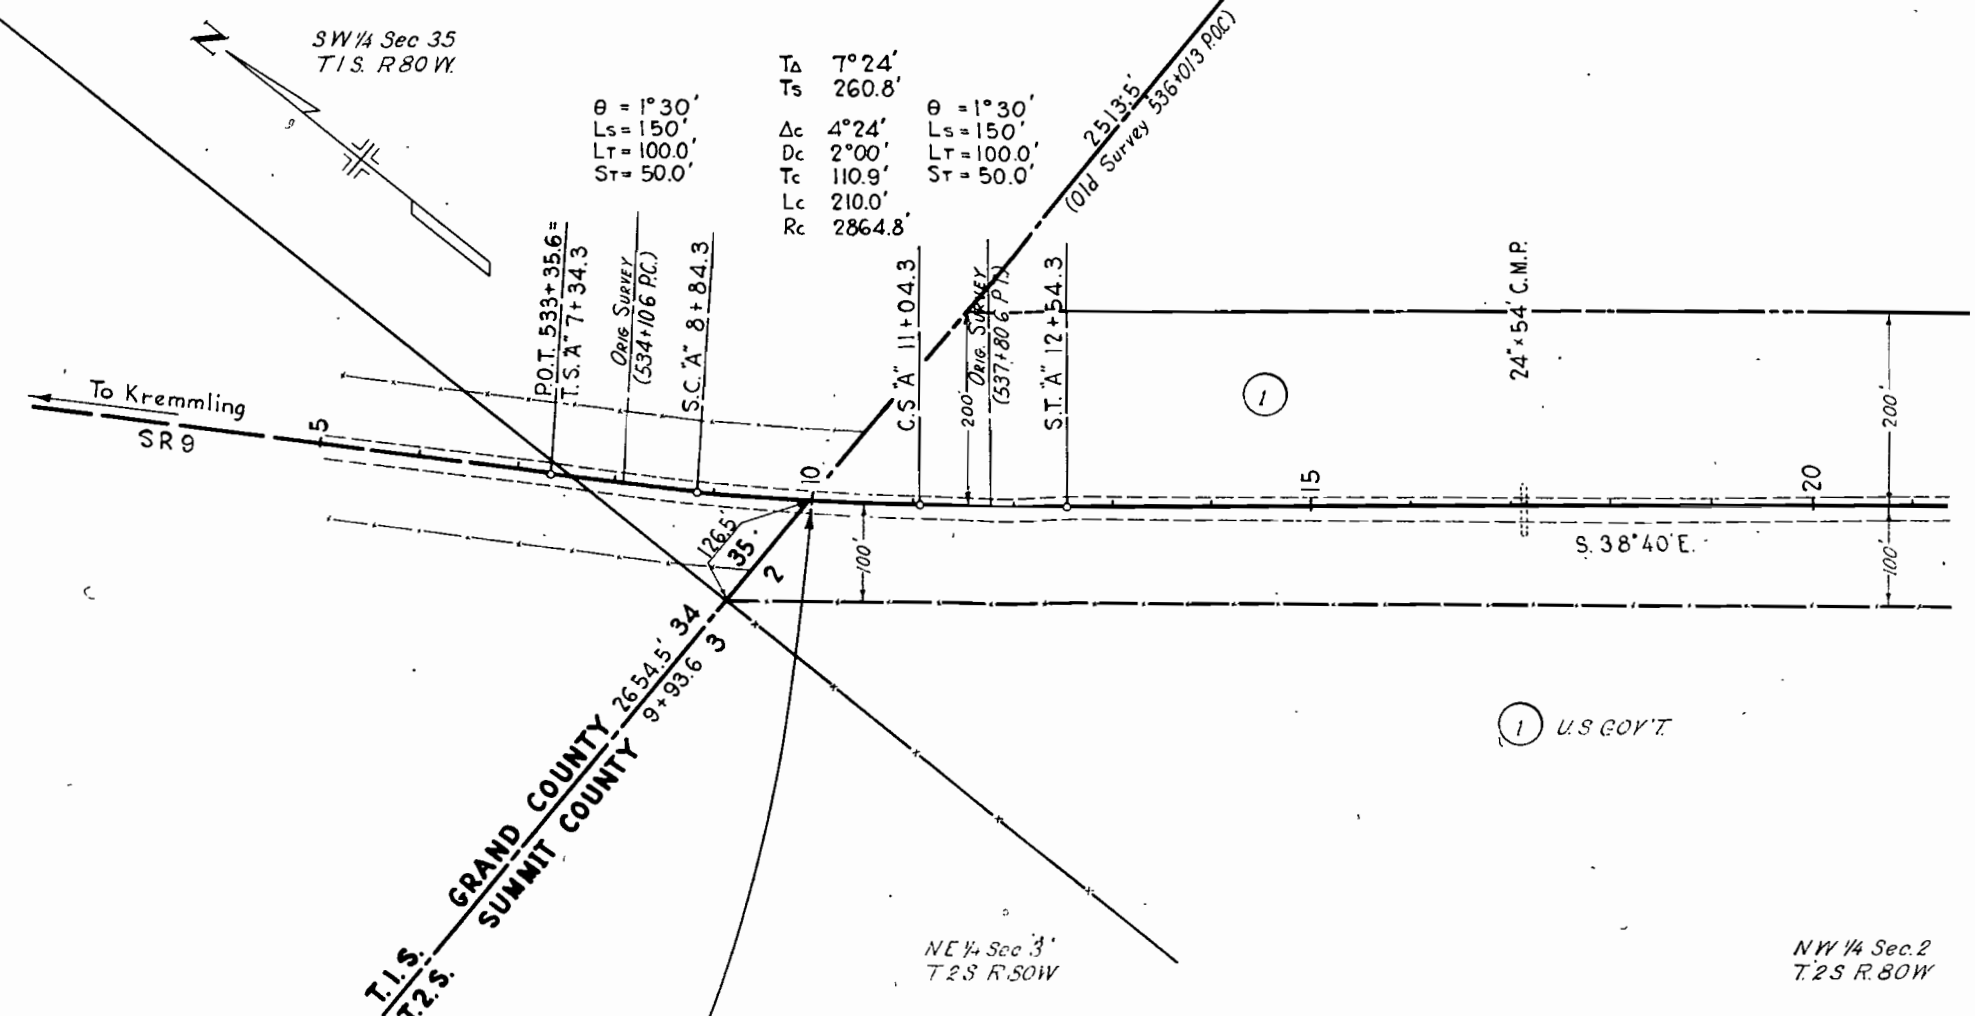 N
SW 1/4 Sec 35
T1S. R80W.
θ = 1°30'
Ls = 150'
LT = 100.0'
ST = 50.0'
TΔ 7°24'
Ts 260.8'
Δc 4°24'
Dc 2°00'
Tc 110.9'
Lc 210.0'
Rc 2864.8'
θ = 1°30'
Ls = 150'
LT = 100.0'
ST = 50.0'
2513.5'
(Old Survey 536+013 P.O.C.)
P.O.T. 533+35.6=
T.S. "A" 7+34.3
ORIG. SURVEY
(534+10.6 P.C.)
S.C. "A" 8+84.3
C.S "A" 11+04.3
200'
ORIG. SURVEY
(537+80.6 P.T.)
S.T. "A" 12+54.3
24"x54' C.M.P.
1
200'
To Kremmling
SR9
5
10
15
20
S. 38°40'E.
126.5'
35
2
100'
100'
34
3
2654.5'
9+93.6
GRAND COUNTY
SUMMIT COUNTY
T.1.S.
T.2.S.
1 U.S GOV'T.
NE 1/4 Sec 3
T2S R80W
NW 1/4 Sec. 2
T.2S R.80W